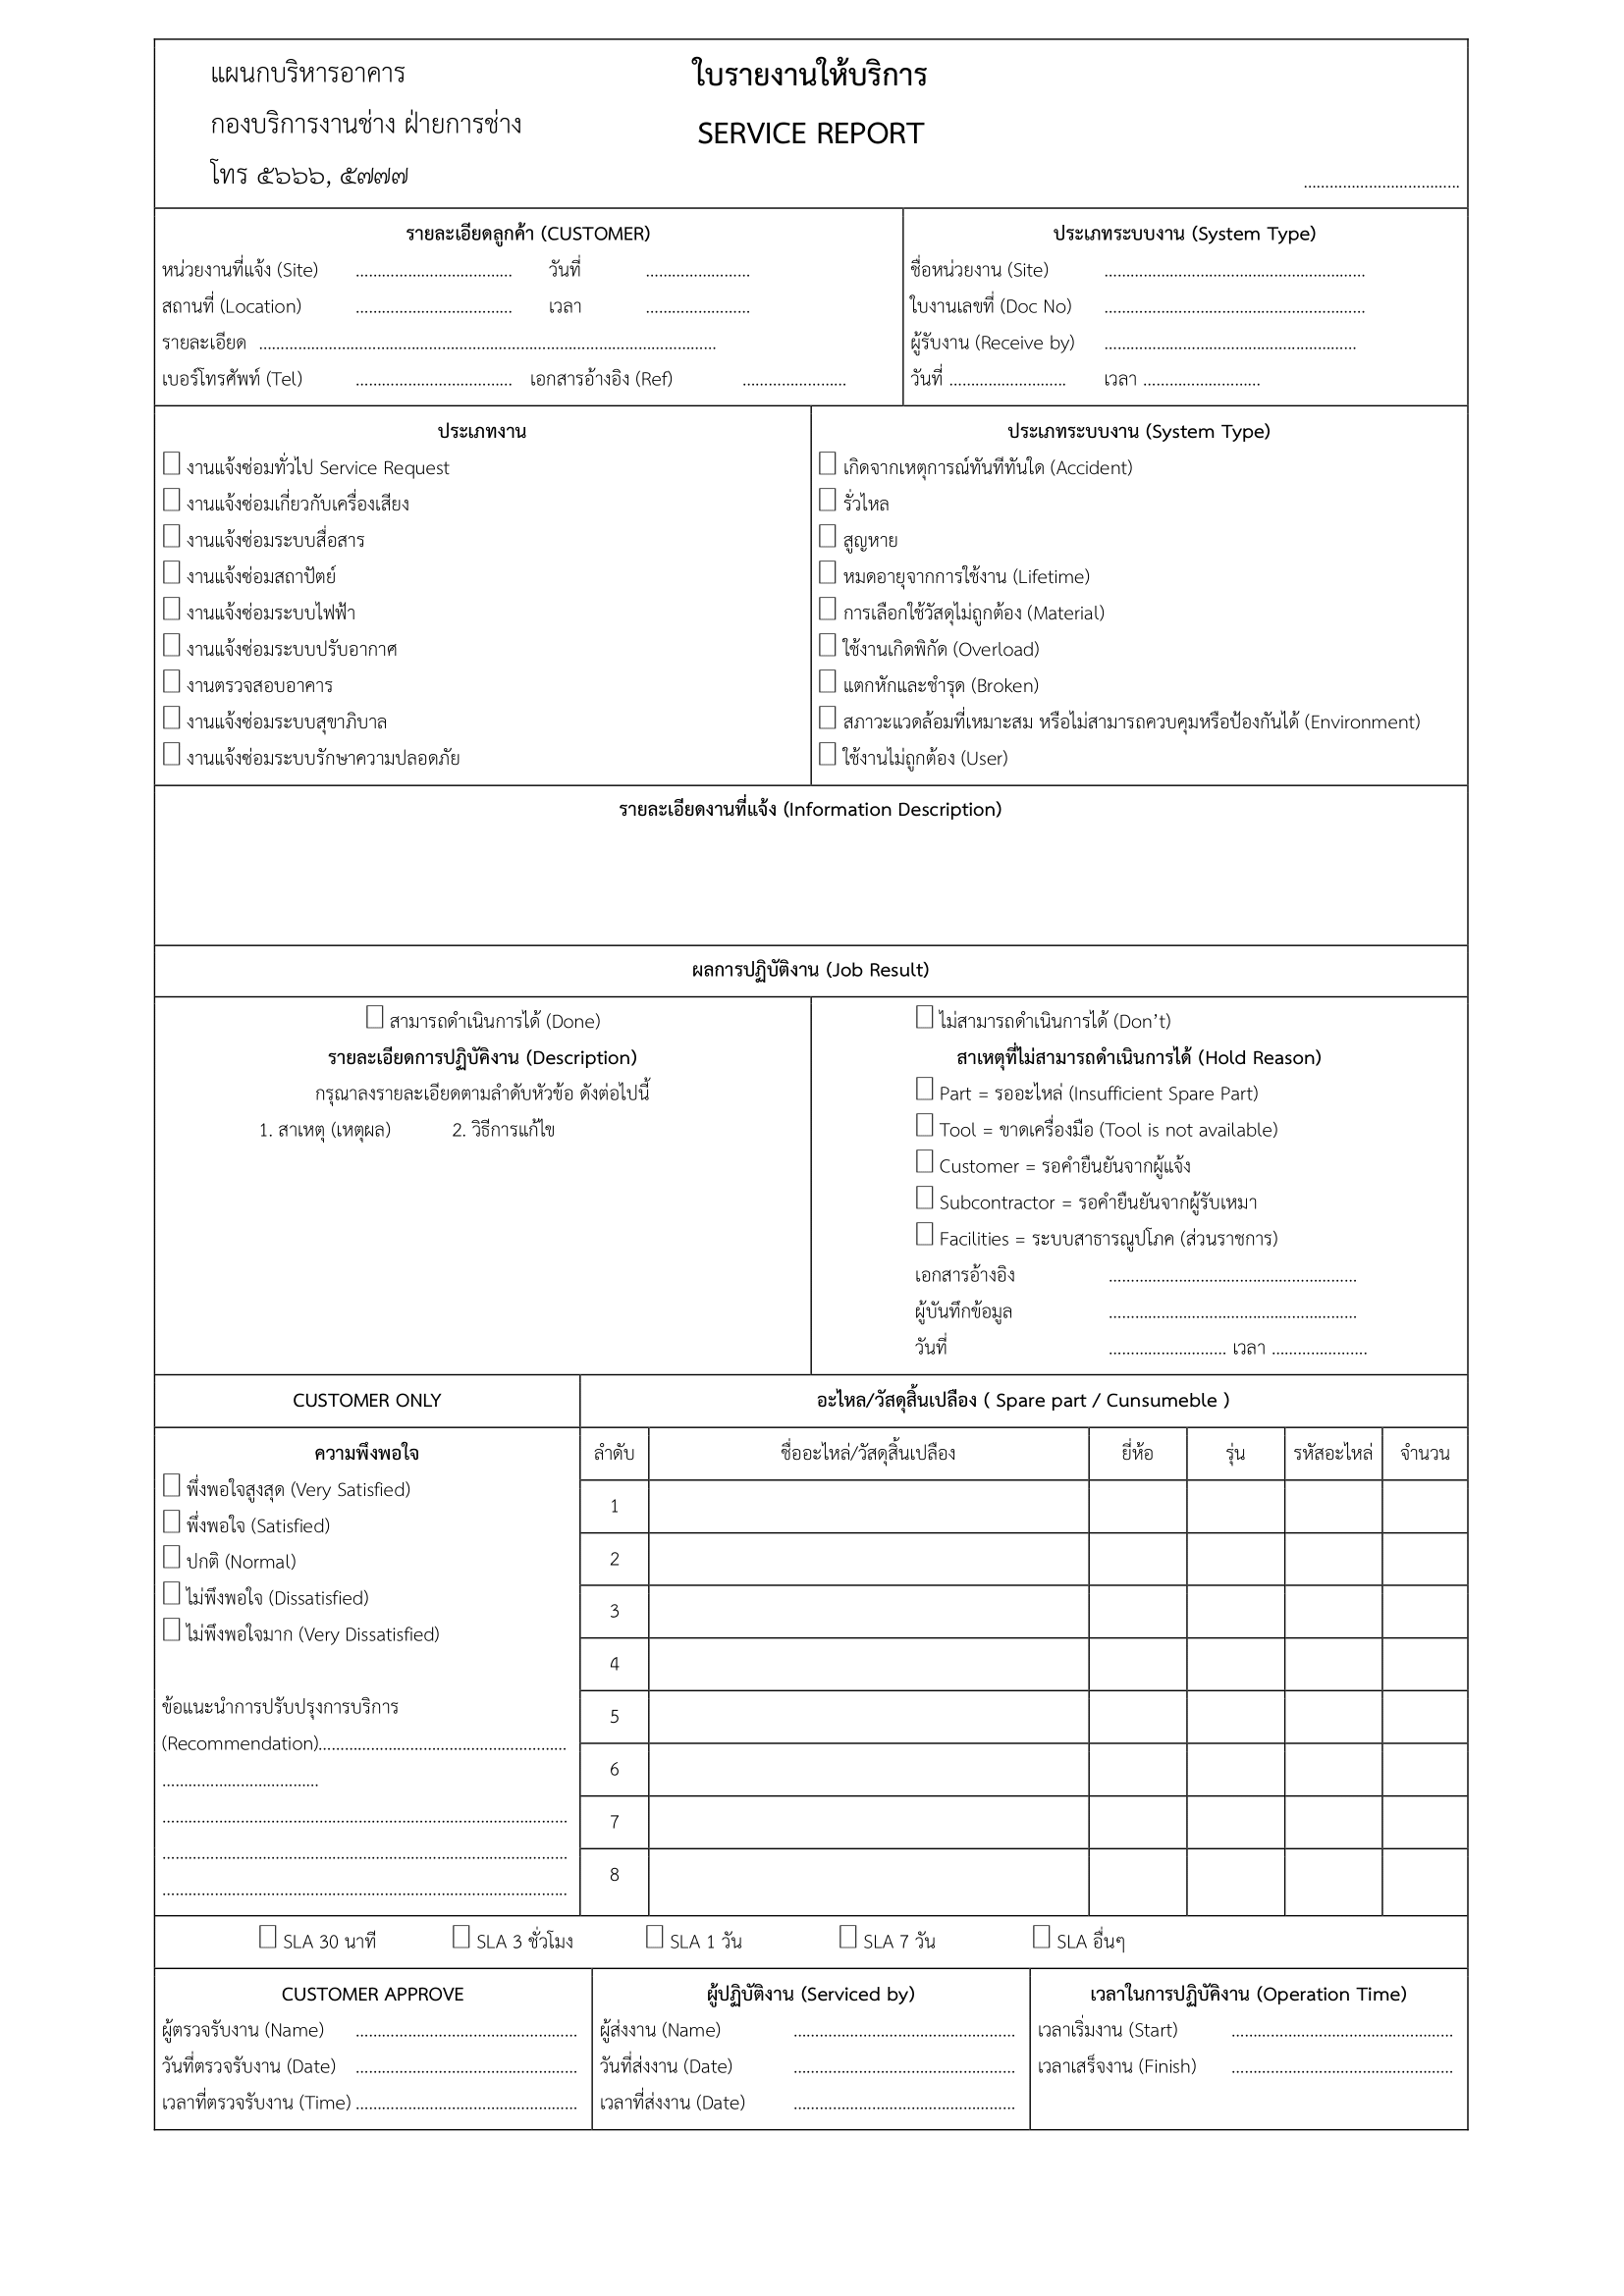 แผนกบริหารอาคาร
กองบริการงานช่าง ฝ่ายการช่าง
โทร ๕๖๖๖, ๕๗๗๗
ใบรายงานให้บริการ
SERVICE REPORT
....................................
รายละเอียดลูกค้า (CUSTOMER)
หน่วยงานที่แจ้ง (Site) .................................... วันที่ ........................
สถานที่ (Location) .................................... เวลา ........................
รายละเอียด .........................................................................................................
เบอร์โทรศัพท์ (Tel) .................................... เอกสารอ้างอิง (Ref) ........................
ประเภทระบบงาน (System Type)
ชื่อหน่วยงาน (Site) ............................................................
ใบงานเลขที่ (Doc No) ............................................................
ผู้รับงาน (Receive by) ..........................................................
วันที่ ........................... เวลา ...........................
ประเภทงาน
งานแจ้งซ่อมทั่วไป Service Request
งานแจ้งซ่อมเกี่ยวกับเครื่องเสียง
งานแจ้งซ่อมระบบสื่อสาร
งานแจ้งซ่อมสถาปัตย์
งานแจ้งซ่อมระบบไฟฟ้า
งานแจ้งซ่อมระบบปรับอากาศ
งานตรวจสอบอาคาร
งานแจ้งซ่อมระบบสุขาภิบาล
งานแจ้งซ่อมระบบรักษาความปลอดภัย
ประเภทระบบงาน (System Type)
เกิดจากเหตุการณ์ทันทีทันใด (Accident)
รั่วไหล
สูญหาย
หมดอายุจากการใช้งาน (Lifetime)
การเลือกใช้วัสดุไม่ถูกต้อง (Material)
ใช้งานเกิดพิกัด (Overload)
แตกหักและชำรุด (Broken)
สภาวะแวดล้อมที่เหมาะสม หรือไม่สามารถควบคุมหรือป้องกันได้ (Environment)
ใช้งานไม่ถูกต้อง (User)
รายละเอียดงานที่แจ้ง (Information Description)
ผลการปฏิบัติงาน (Job Result)
สามารถดำเนินการได้ (Done)
รายละเอียดการปฏิบัคิงาน (Description)
กรุณาลงรายละเอียดตามลำดับหัวข้อ ดังต่อไปนี้
1. สาเหตุ (เหตุผล) 2. วิธีการแก้ไข
ไม่สามารถดำเนินการได้ (Don’t)
สาเหตุที่ไม่สามารถดำเนินการได้ (Hold Reason)
Part = รออะไหล่ (Insufficient Spare Part)
Tool = ขาดเครื่องมือ (Tool is not available)
Customer = รอคำยืนยันจากผู้แจ้ง
Subcontractor = รอคำยืนยันจากผู้รับเหมา
Facilities = ระบบสาธารณูปโภค (ส่วนราชการ)
เอกสารอ้างอิง .........................................................
ผู้บันทึกข้อมูล .........................................................
วันที่ ........................... เวลา ......................
CUSTOMER ONLY
อะไหล/วัสดุสิ้นเปลือง ( Spare part / Cunsumeble )
ความพึงพอใจ
พึ่งพอใจสูงสุด (Very Satisfied)
พึ่งพอใจ (Satisfied)
ปกติ (Normal)
ไม่พึงพอใจ (Dissatisfied)
ไม่พึงพอใจมาก (Very Dissatisfied)
ข้อแนะนำการปรับปรุงการบริการ
(Recommendation).........................................................
....................................
.............................................................................................
.............................................................................................
.............................................................................................
ลำดับ ชื่ออะไหล่/วัสดุสิ้นเปลือง ยี่ห้อ รุ่น รหัสอะไหล่ จำนวน
1
2
3
4
5
6
7
8
SLA 30 นาที SLA 3 ชั่วโมง SLA 1 วัน SLA 7 วัน SLA อื่นๆ
CUSTOMER APPROVE
ผู้ตรวจรับงาน (Name) ...................................................
วันที่ตรวจรับงาน (Date) ...................................................
เวลาที่ตรวจรับงาน (Time) ...................................................
ผู้ปฏิบัติงาน (Serviced by)
ผู้ส่งงาน (Name) ...................................................
วันที่ส่งงาน (Date) ...................................................
เวลาที่ส่งงาน (Date) ...................................................
เวลาในการปฏิบัคิงาน (Operation Time)
เวลาเริ่มงาน (Start) ...................................................
เวลาเสร็จงาน (Finish) ...................................................